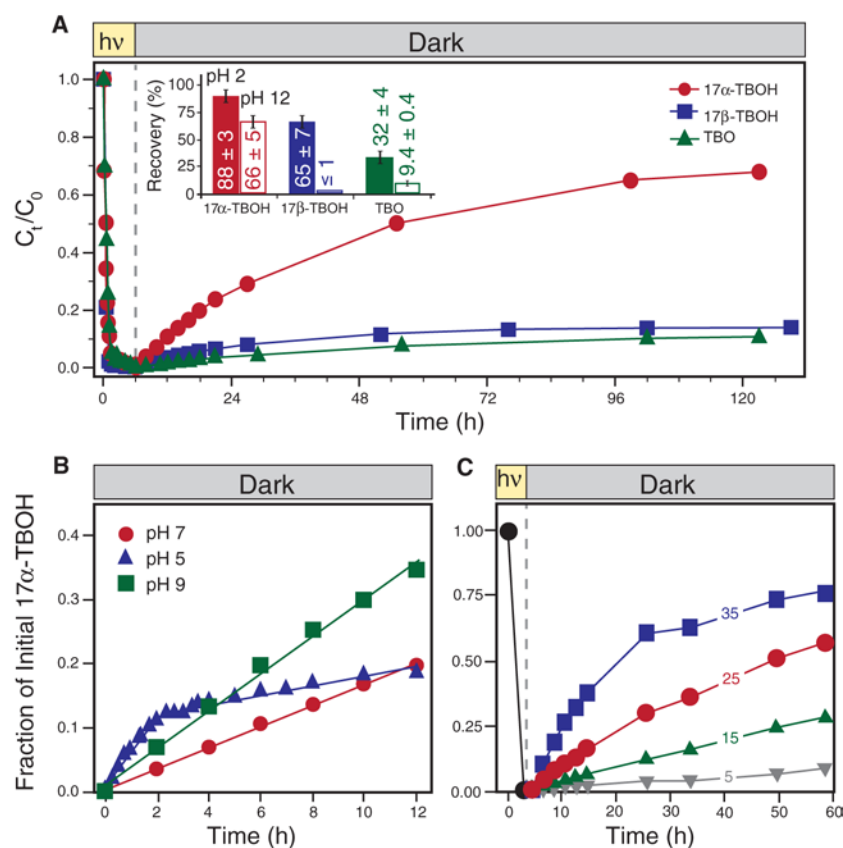 A
hν
Dark
C_t/C_0
1.0
0.8
0.6
0.4
0.2
0.0
0
24
48
72
96
120
Time (h)
Recovery (%)
100
75
50
25
0
pH 2
pH 12
88 ± 3
66 ± 5
65 ± 7
≤ 1
32 ± 4
9.4 ± 0.4
17α-TBOH
17β-TBOH
TBO
17α-TBOH
17β-TBOH
TBO
B
Dark
Fraction of Initial 17α-TBOH
0.4
0.3
0.2
0.1
0.0
pH 7
pH 5
pH 9
0
2
4
6
8
10
12
Time (h)
C
hν
Dark
1.00
0.75
0.50
0.25
0.00
35
25
15
5
0
10
20
30
40
50
60
Time (h)